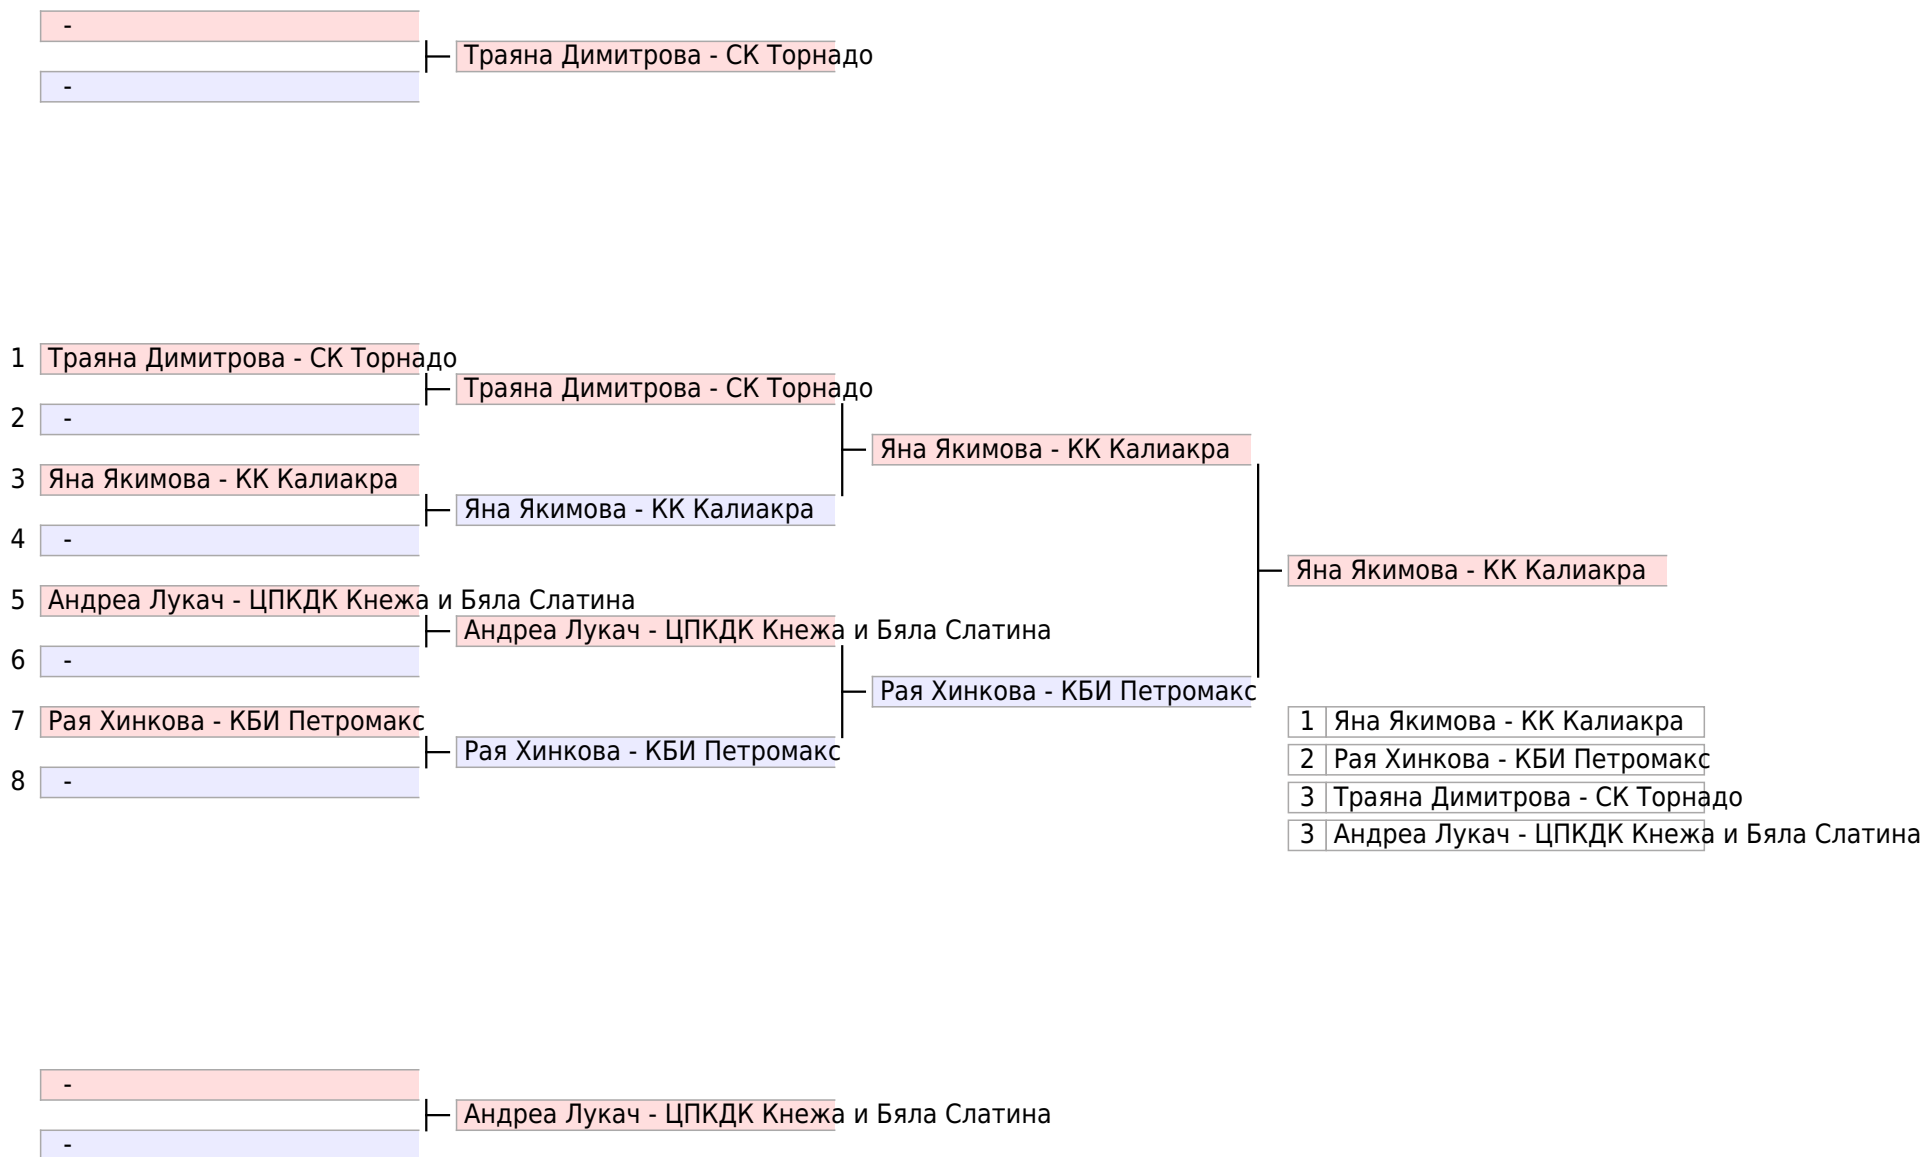 -
Траяна Димитрова - СК Торнадо
-
1 Траяна Димитрова - СК Торнадо
Траяна Димитрова - СК Торнадо
2 -
Яна Якимова - КК Калиакра
3 Яна Якимова - КК Калиакра
Яна Якимова - КК Калиакра
4 -
Яна Якимова - КК Калиакра
5 Андреа Лукач - ЦПКДК Кнежа и Бяла Слатина
Андреа Лукач - ЦПКДК Кнежа и Бяла Слатина
6 -
Рая Хинкова - КБИ Петромакс
7 Рая Хинкова - КБИ Петромакс
Рая Хинкова - КБИ Петромакс
8 -
1 Яна Якимова - КК Калиакра
2 Рая Хинкова - КБИ Петромакс
3 Траяна Димитрова - СК Торнадо
3 Андреа Лукач - ЦПКДК Кнежа и Бяла Слатина
-
Андреа Лукач - ЦПКДК Кнежа и Бяла Слатина
-